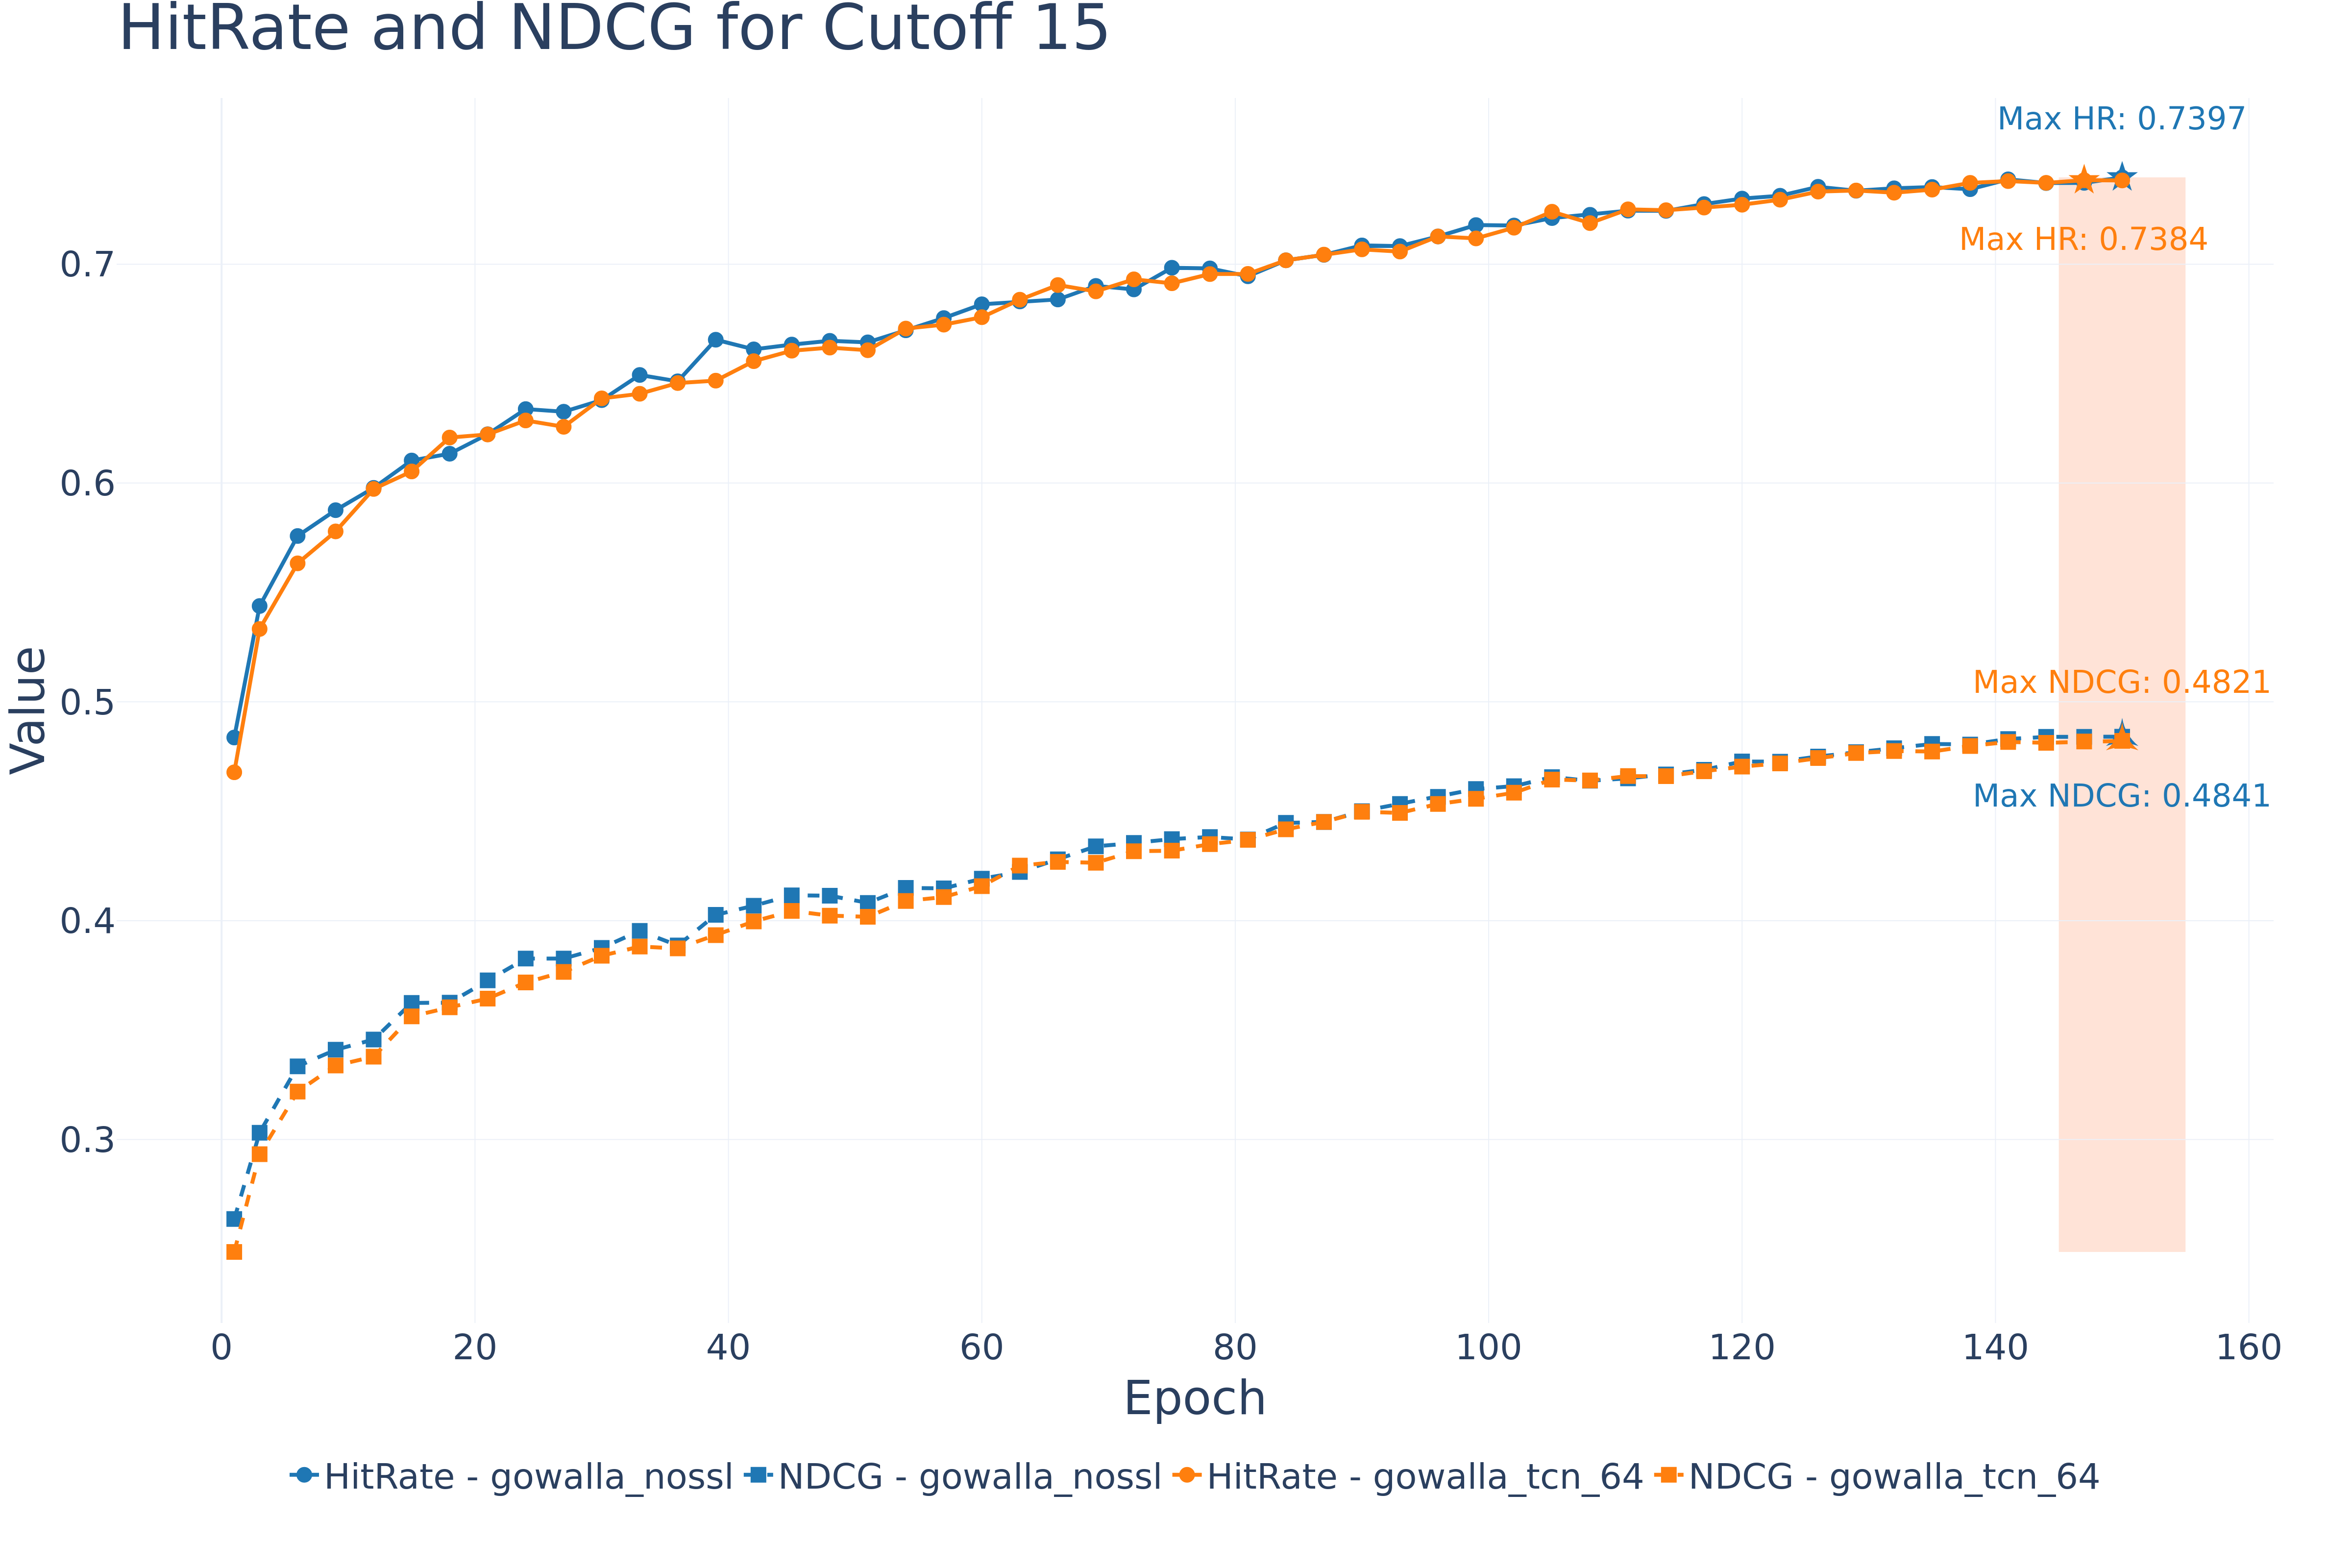 HitRate and NDCG for Cutoff 15
Max HR: 0.7397
Max HR: 0.7384
Max NDCG: 0.4821
Max NDCG: 0.4841
Value
0.7
0.6
0.5
0.4
0.3
0 20 40 60 80 100 120 140 160
Epoch
HitRate - gowalla_nossl NDCG - gowalla_nossl HitRate - gowalla_tcn_64 NDCG - gowalla_tcn_64